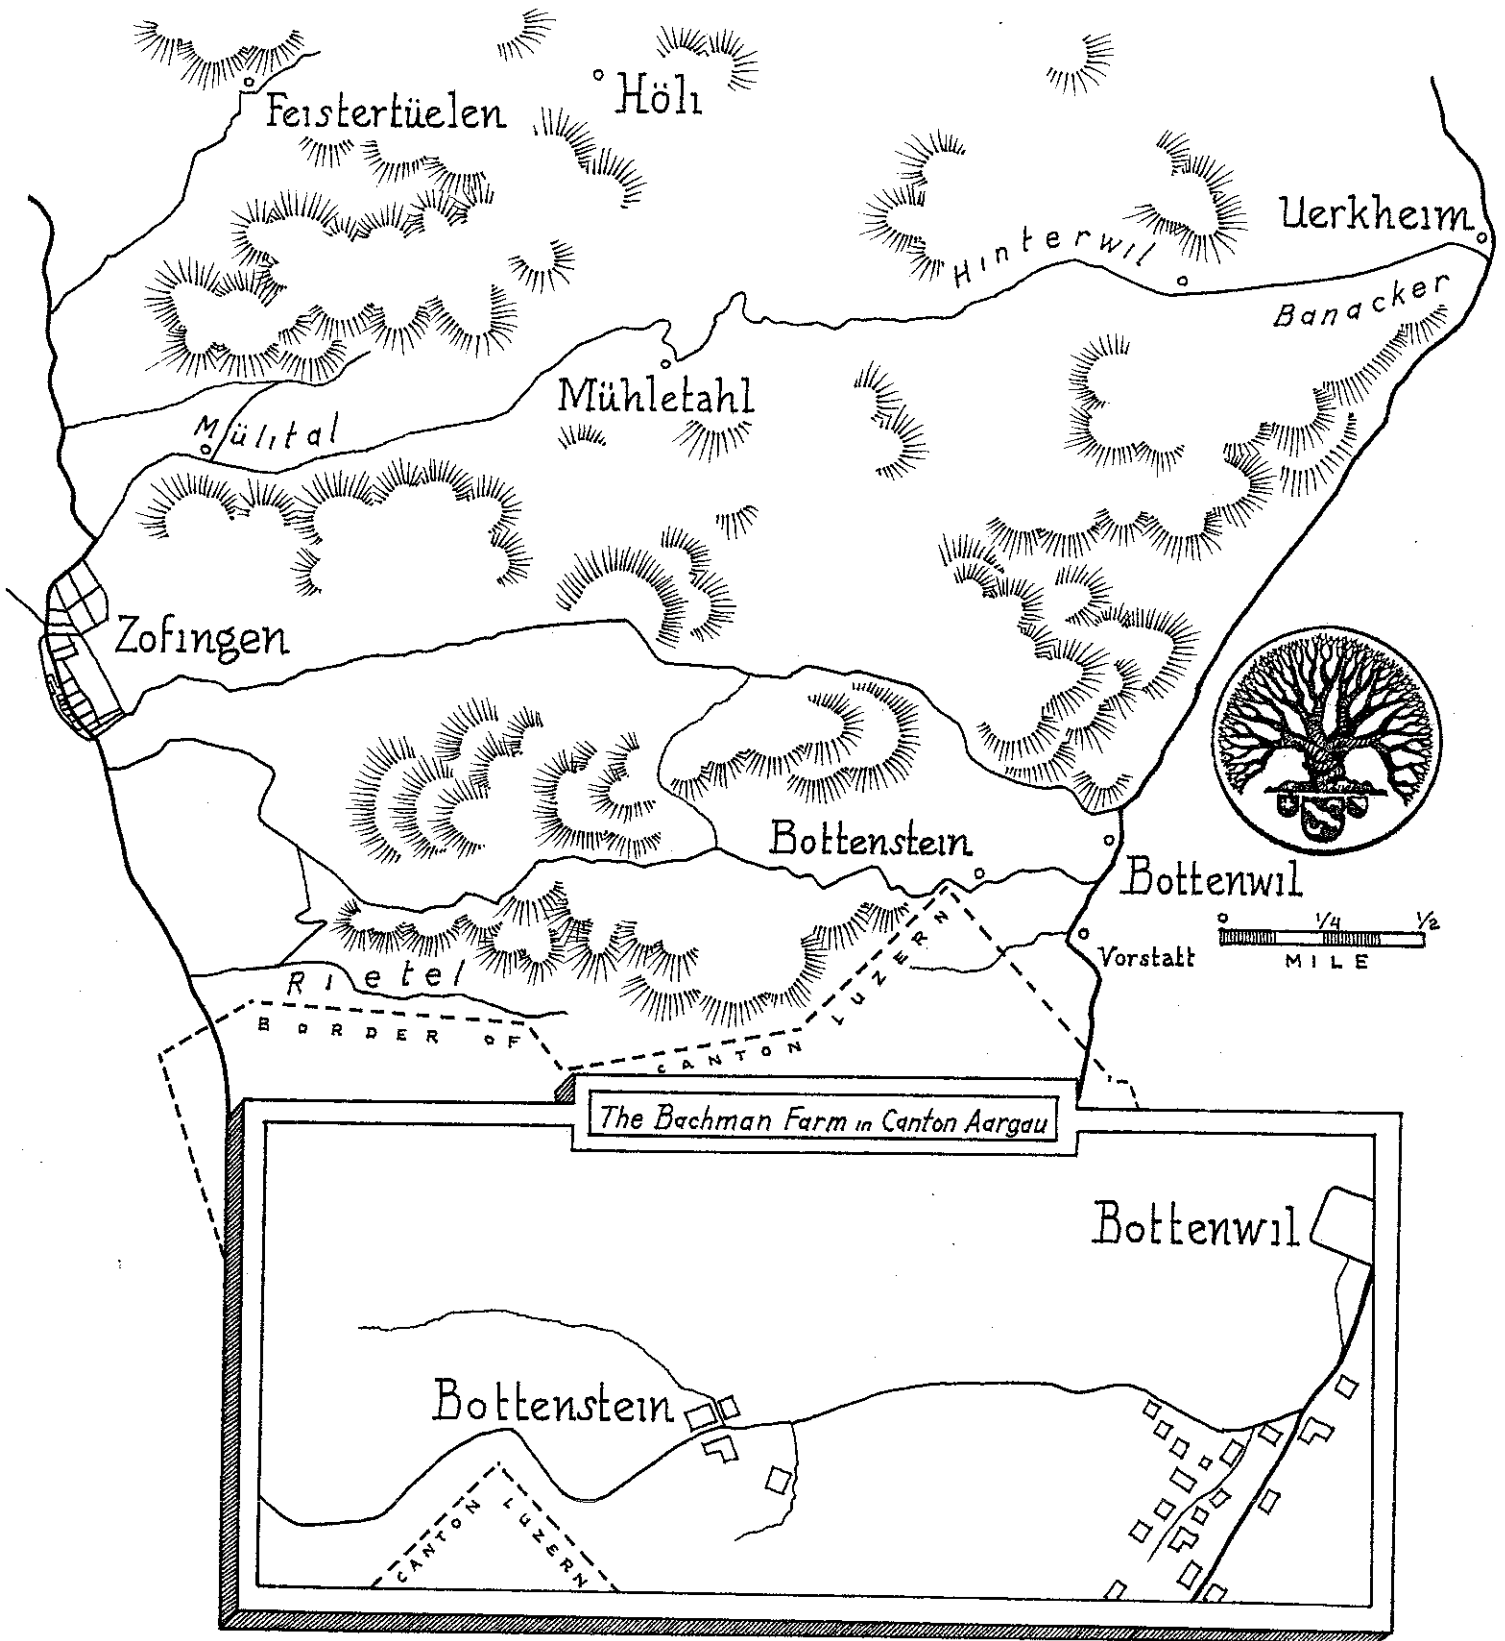 Feistertüelen
Höli
Uerkheim
Hinterwil
Banacker
Mühletahl
Mülital
Zofingen
Bottenstein
Bottenwil
0 1/4 1/2
MILE
Vorstatt
Rietel
BORDER OF CANTON LUZERN
The Bachman Farm in Canton Aargau
Bottenwil
Bottenstein
CANTON LUZERN